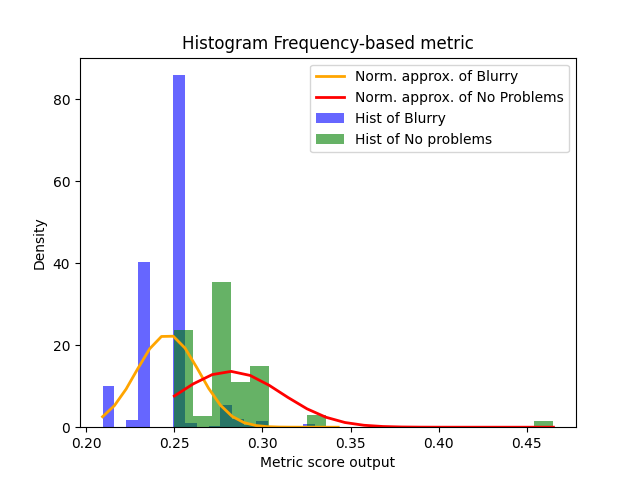 Histogram Frequency-based metric
Norm. approx. of Blurry
Norm. approx. of No Problems
Hist of Blurry
Hist of No problems
Density
80
60
40
20
0
0.20 0.25 0.30 0.35 0.40 0.45
Metric score output